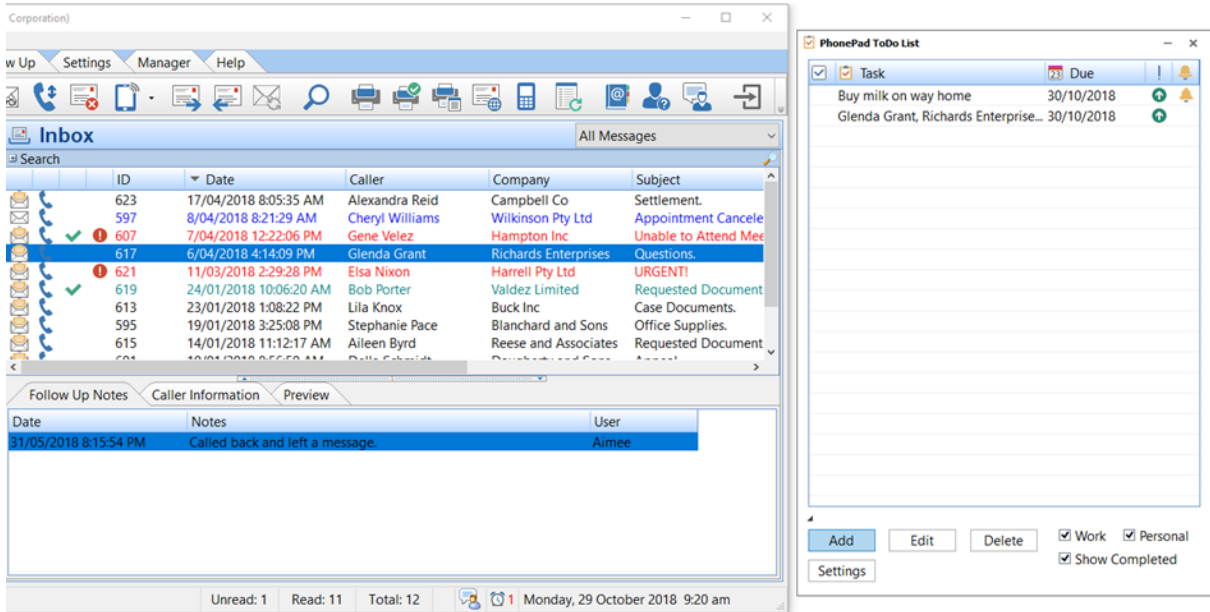 Corporation)
w Up Settings Manager Help
Inbox
All Messages
Search
ID Date Caller Company Subject
623 17/04/2018 8:05:35 AM Alexandra Reid Campbell Co Settlement.
597 8/04/2018 8:21:29 AM Cheryl Williams Wilkinson Pty Ltd Appointment Cancele
607 7/04/2018 12:22:06 PM Gene Velez Hampton Inc Unable to Attend Mee
617 6/04/2018 4:14:09 PM Glenda Grant Richards Enterprises Questions.
621 11/03/2018 2:29:28 PM Elsa Nixon Harrell Pty Ltd URGENT!
619 24/01/2018 10:06:20 AM Bob Porter Valdez Limited Requested Document
613 23/01/2018 1:08:22 PM Lila Knox Buck Inc Case Documents.
595 19/01/2018 3:25:08 PM Stephanie Pace Blanchard and Sons Office Supplies.
615 14/01/2018 11:12:17 AM Aileen Byrd Reese and Associates Requested Document
Follow Up Notes Caller Information Preview
Date Notes User
31/05/2018 8:15:54 PM Called back and left a message. Aimee
Unread: 1 Read: 11 Total: 12 1 Monday, 29 October 2018 9:20 am
PhonePad ToDo List
Task 23 Due !
Buy milk on way home 30/10/2018
Glenda Grant, Richards Enterprise... 30/10/2018
Add Edit Delete Work Personal
Show Completed
Settings